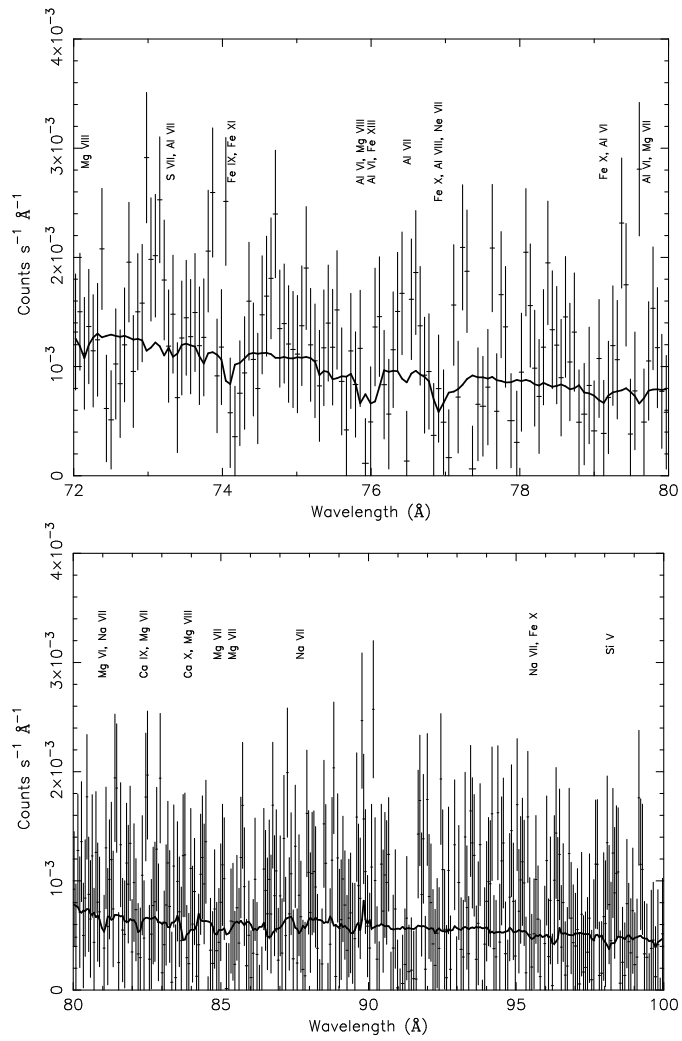 4×10⁻³
3×10⁻³
2×10⁻³
10⁻³
0
Counts s⁻¹ Å⁻¹
Mg VIII
S VII, Al VII
Fe IX, Fe XI
Al VI, Mg VIII
Al VI, Fe XIII
Al VII
Fe X, Al VIII, Ne VII
Fe X, Al VI
Al VI, Mg VII
72
74
76
78
80
Wavelength (Å)
4×10⁻³
3×10⁻³
2×10⁻³
10⁻³
0
Counts s⁻¹ Å⁻¹
Mg VI, Na VII
Ca IX, Mg VII
Ca X, Mg VIII
Mg VII
Mg VII
Na VII
Na VII, Fe X
Si V
80
85
90
95
100
Wavelength (Å)